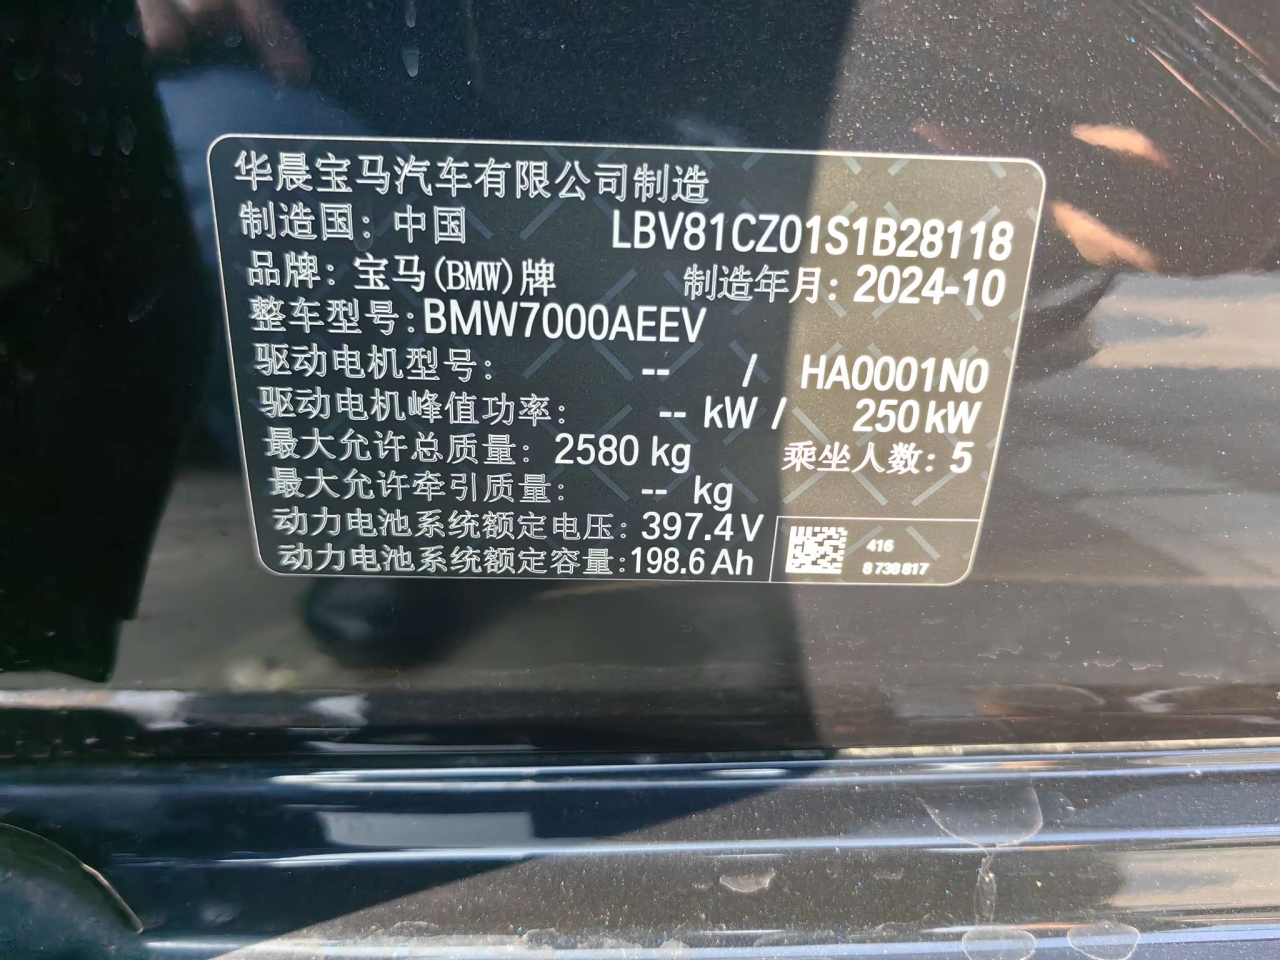 华晨宝马汽车有限公司制造
制造国：中国 LBV81CZ01S1B28118
品牌：宝马(BMW)牌 制造年月：2024-10
整车型号：BMW7000AEEV
驱动电机型号： -- / HA0001N0
驱动电机峰值功率： -- kW / 250 kW
最大允许总质量：2580 kg 乘坐人数：5
最大允许牵引质量： -- kg
动力电池系统额定电压：397.4 V
动力电池系统额定容量：198.6 Ah
416
8 738 817